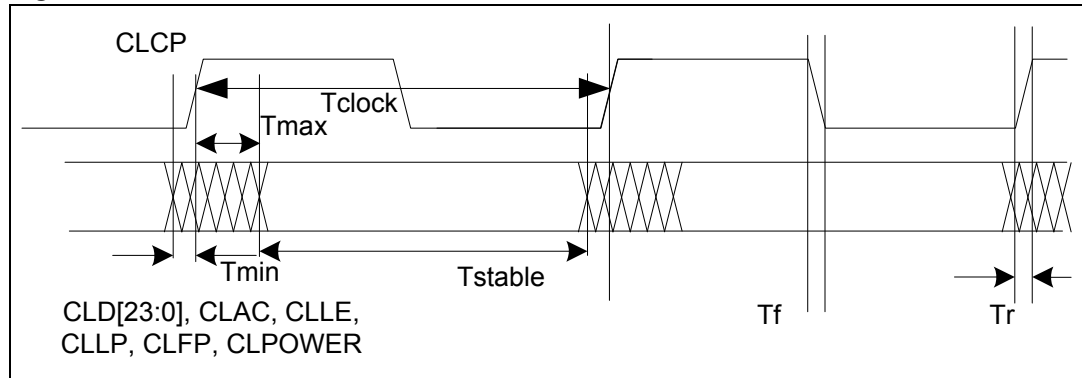 CLCP
Tclock
Tmax
Tmin
Tstable
Tf
Tr
CLD[23:0], CLAC, CLLE,
CLLP, CLFP, CLPOWER